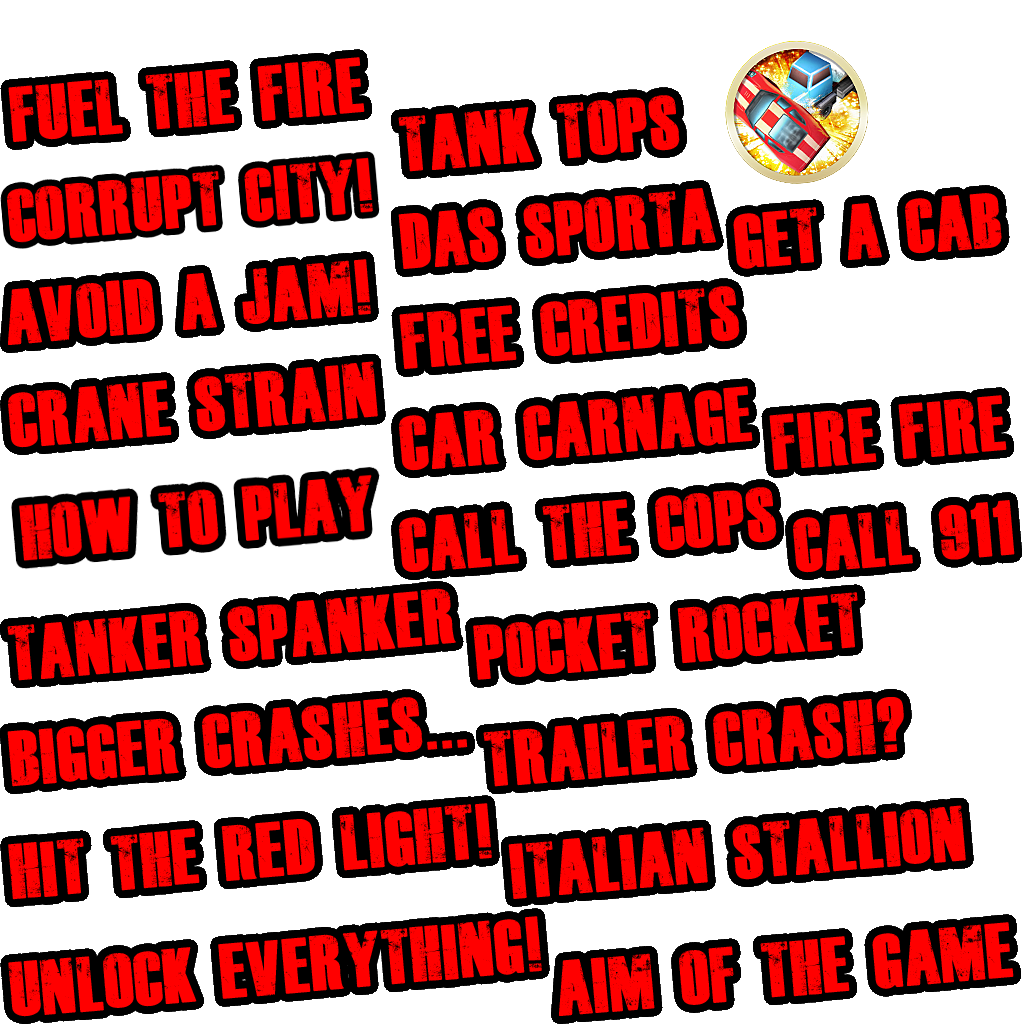 FUEL THE FIRE
TANK TOPS
CORRUPT CITY!
DAS SPORTA
GET A CAB
AVOID A JAM!
FREE CREDITS
CRANE STRAIN
CAR CARNAGE
FIRE FIRE
HOW TO PLAY
CALL THE COPS
CALL 911
TANKER SPANKER
POCKET ROCKET
BIGGER CRASHES...
TRAILER CRASH?
HIT THE RED LIGHT!
ITALIAN STALLION
UNLOCK EVERYTHING!
AIM OF THE GAME